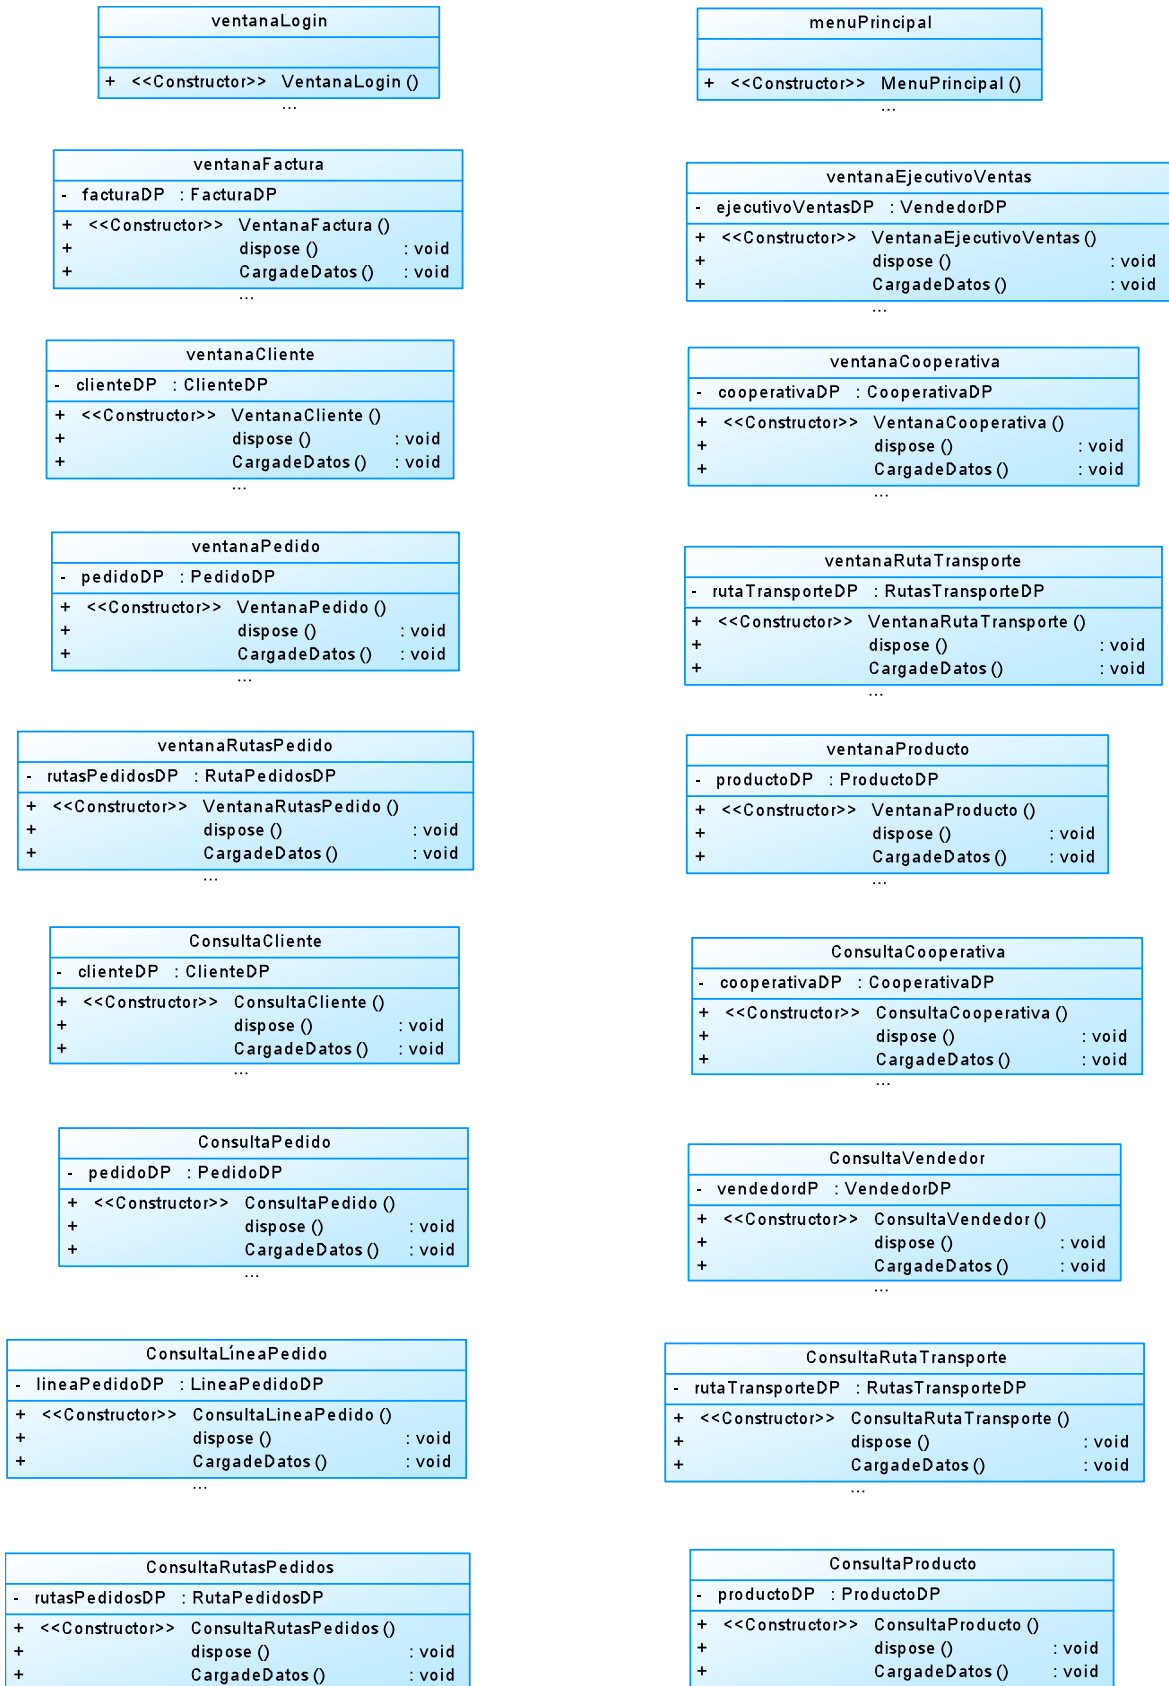 ventanaLogin
+ <<Constructor>> VentanaLogin ()
...
menuPrincipal
+ <<Constructor>> MenuPrincipal ()
...
ventanaFactura
- facturaDP : FacturaDP
+ <<Constructor>> VentanaFactura ()
+ dispose () : void
+ CargadeDatos () : void
...
ventanaEjecutivoVentas
- ejecutivoVentasDP : VendedorDP
+ <<Constructor>> VentanaEjecutivoVentas ()
+ dispose () : void
+ CargadeDatos () : void
...
ventanaCliente
- clienteDP : ClienteDP
+ <<Constructor>> VentanaCliente ()
+ dispose () : void
+ CargadeDatos () : void
...
ventanaCooperativa
- cooperativaDP : CooperativaDP
+ <<Constructor>> VentanaCooperativa ()
+ dispose () : void
+ CargadeDatos () : void
...
ventanaPedido
- pedidoDP : PedidoDP
+ <<Constructor>> VentanaPedido ()
+ dispose () : void
+ CargadeDatos () : void
...
ventanaRutaTransporte
- rutaTransporteDP : RutasTransporteDP
+ <<Constructor>> VentanaRutaTransporte ()
+ dispose () : void
+ CargadeDatos () : void
...
ventanaRutasPedido
- rutasPedidosDP : RutaPedidosDP
+ <<Constructor>> VentanaRutasPedido ()
+ dispose () : void
+ CargadeDatos () : void
...
ventanaProducto
- productoDP : ProductoDP
+ <<Constructor>> VentanaProducto ()
+ dispose () : void
+ CargadeDatos () : void
...
ConsultaCliente
- clienteDP : ClienteDP
+ <<Constructor>> ConsultaCliente ()
+ dispose () : void
+ CargadeDatos () : void
...
ConsultaCooperativa
- cooperativaDP : CooperativaDP
+ <<Constructor>> ConsultaCooperativa ()
+ dispose () : void
+ CargadeDatos () : void
...
ConsultaPedido
- pedidoDP : PedidoDP
+ <<Constructor>> ConsultaPedido ()
+ dispose () : void
+ CargadeDatos () : void
...
ConsultaVendedor
- vendedordP : VendedorDP
+ <<Constructor>> ConsultaVendedor ()
+ dispose () : void
+ CargadeDatos () : void
...
ConsultaLíneaPedido
- lineaPedidoDP : LineaPedidoDP
+ <<Constructor>> ConsultaLineaPedido ()
+ dispose () : void
+ CargadeDatos () : void
...
ConsultaRutaTransporte
- rutaTransporteDP : RutasTransporteDP
+ <<Constructor>> ConsultaRutaTransporte ()
+ dispose () : void
+ CargadeDatos () : void
...
ConsultaRutasPedidos
- rutasPedidosDP : RutaPedidosDP
+ <<Constructor>> ConsultaRutasPedidos ()
+ dispose () : void
+ CargadeDatos () : void
ConsultaProducto
- productoDP : ProductoDP
+ <<Constructor>> ConsultaProducto ()
+ dispose () : void
+ CargadeDatos () : void